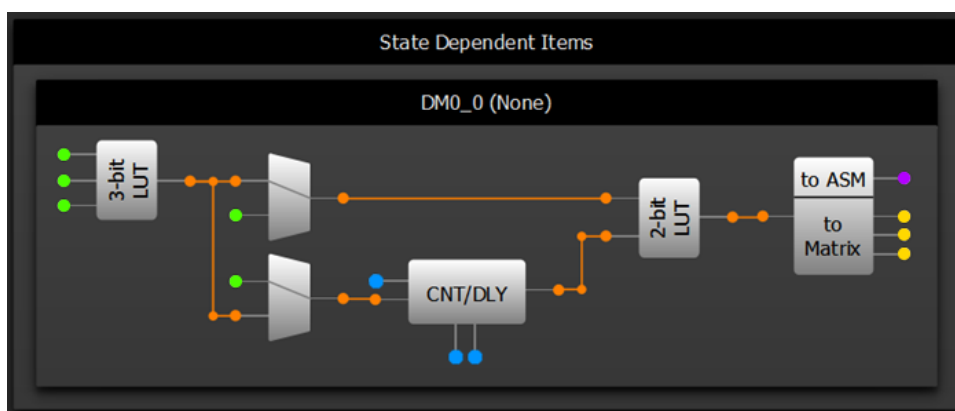 State Dependent Items
DM0_0 (None)
3-bit
LUT
2-bit
LUT
to ASM
to
Matrix
CNT/DLY